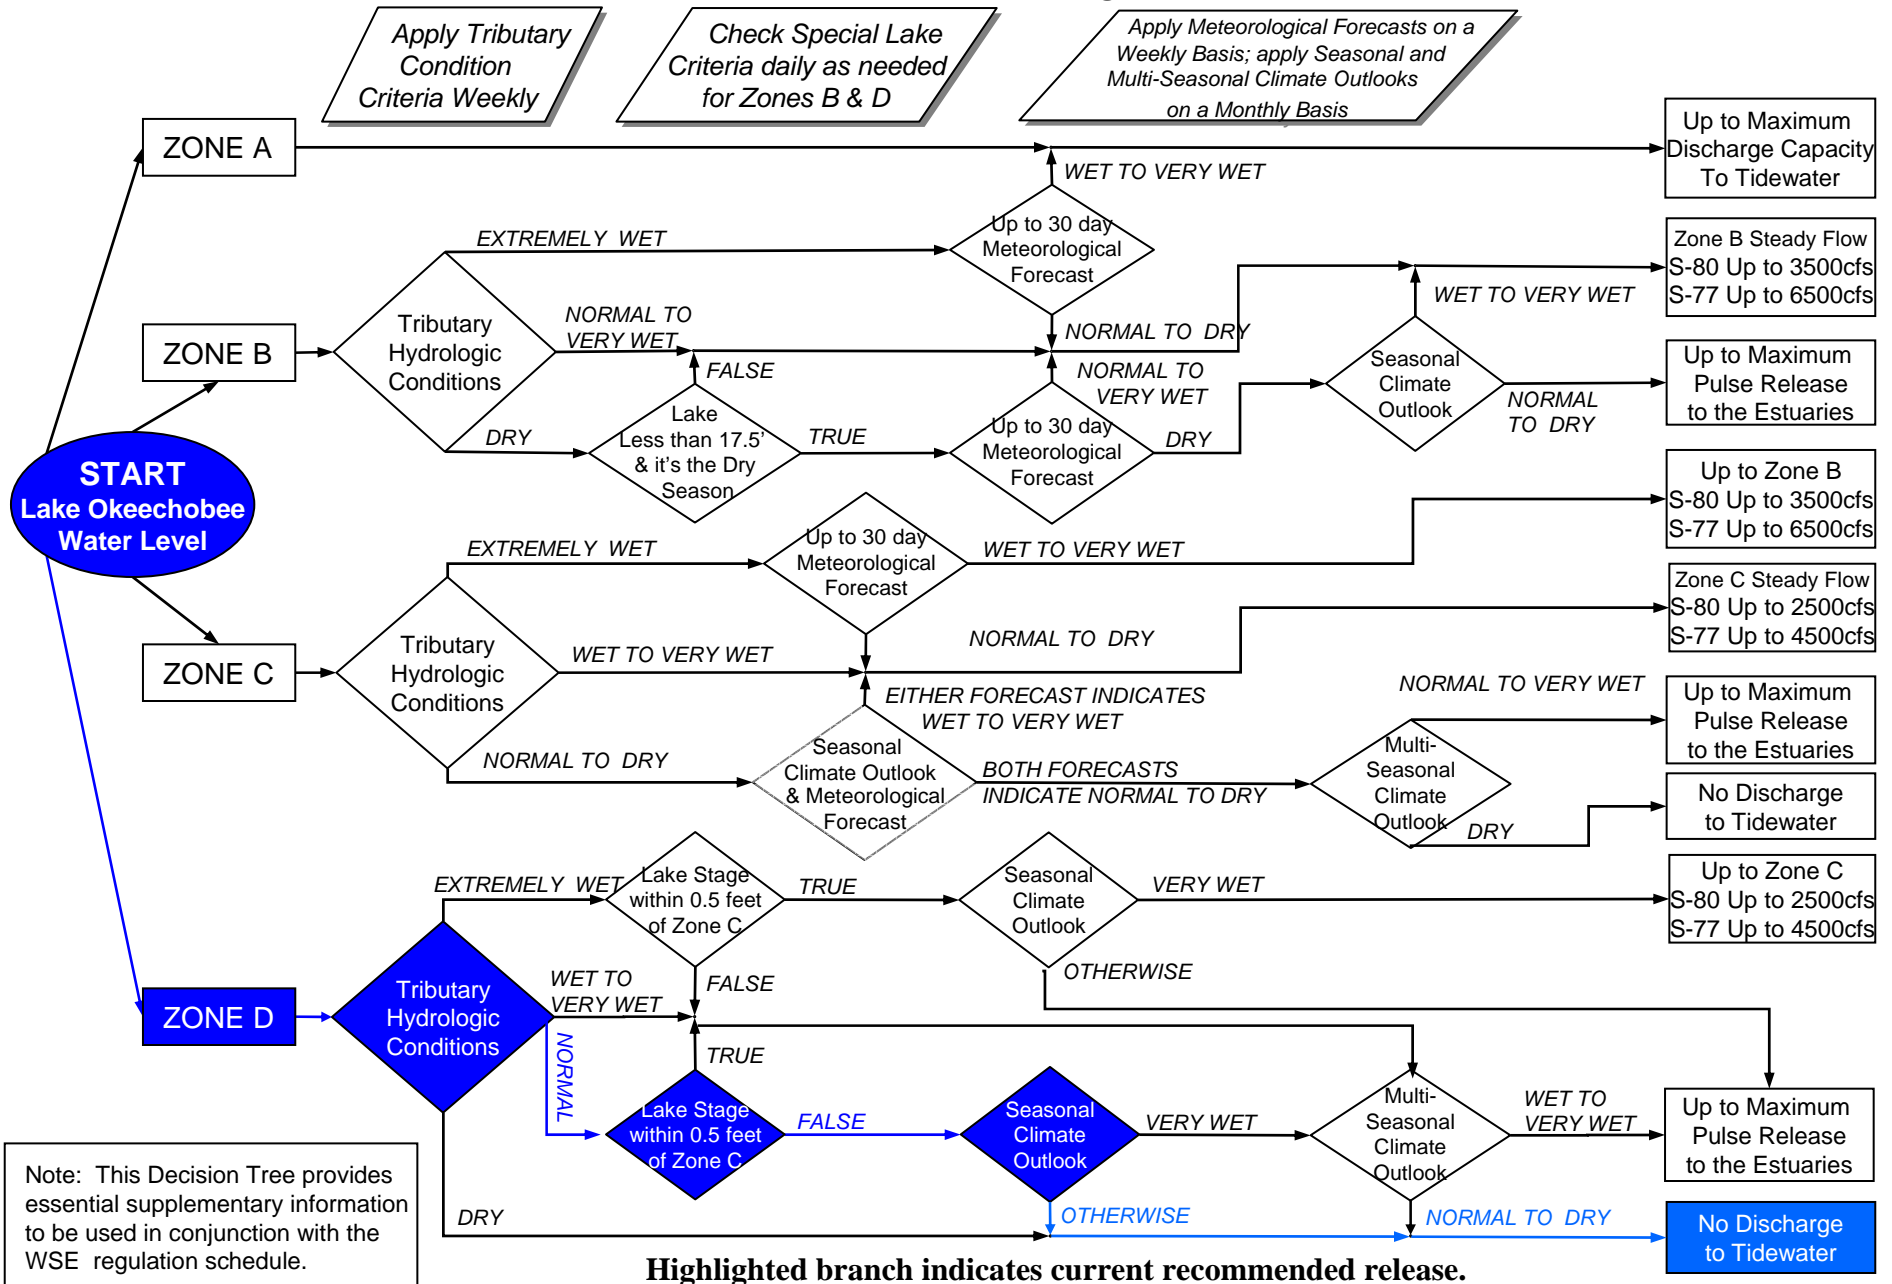 Apply Tributary
Condition
Criteria Weekly
Check Special Lake
Criteria daily as needed
for Zones B & D
Apply Meteorological Forecasts on a
Weekly Basis; apply Seasonal and
Multi-Seasonal Climate Outlooks
on a Monthly Basis
ZONE A
WET TO VERY WET
Up to Maximum
Discharge Capacity
To Tidewater
EXTREMELY WET
Up to 30 day
Meteorological
Forecast
Zone B Steady Flow
S-80 Up to 3500cfs
S-77 Up to 6500cfs
WET TO VERY WET
ZONE B
Tributary
Hydrologic
Conditions
NORMAL TO
VERY WET
NORMAL TO DRY
FALSE
NORMAL TO
VERY WET
Seasonal
Climate
Outlook
NORMAL
TO DRY
Up to Maximum
Pulse Release
to the Estuaries
DRY
Lake
Less than 17.5’
& it's the Dry
Season
TRUE
Up to 30 day
Meteorological
Forecast
DRY
START
Lake Okeechobee
Water Level
Up to Zone B
S-80 Up to 3500cfs
S-77 Up to 6500cfs
EXTREMELY WET
Up to 30 day
Meteorological
Forecast
WET TO VERY WET
Zone C Steady Flow
S-80 Up to 2500cfs
S-77 Up to 4500cfs
NORMAL TO DRY
ZONE C
Tributary
Hydrologic
Conditions
WET TO VERY WET
EITHER FORECAST INDICATES
WET TO VERY WET
NORMAL TO VERY WET
Up to Maximum
Pulse Release
to the Estuaries
NORMAL TO DRY
Seasonal
Climate Outlook
& Meteorological
Forecast
BOTH FORECASTS
INDICATE NORMAL TO DRY
Multi-
Seasonal
Climate
Outlook
DRY
No Discharge
to Tidewater
EXTREMELY WET
Lake Stage
within 0.5 feet
of Zone C
TRUE
Seasonal
Climate
Outlook
VERY WET
Up to Zone C
S-80 Up to 2500cfs
S-77 Up to 4500cfs
FALSE
OTHERWISE
ZONE D
Tributary
Hydrologic
Conditions
WET TO
VERY WET
NORMAL
TRUE
Lake Stage
within 0.5 feet
of Zone C
FALSE
Seasonal
Climate
Outlook
VERY WET
Multi-
Seasonal
Climate
Outlook
WET TO
VERY WET
Up to Maximum
Pulse Release
to the Estuaries
DRY
OTHERWISE
NORMAL TO DRY
No Discharge
to Tidewater
Note: This Decision Tree provides
essential supplementary information
to be used in conjunction with the
WSE regulation schedule.
Highlighted branch indicates current recommended release.